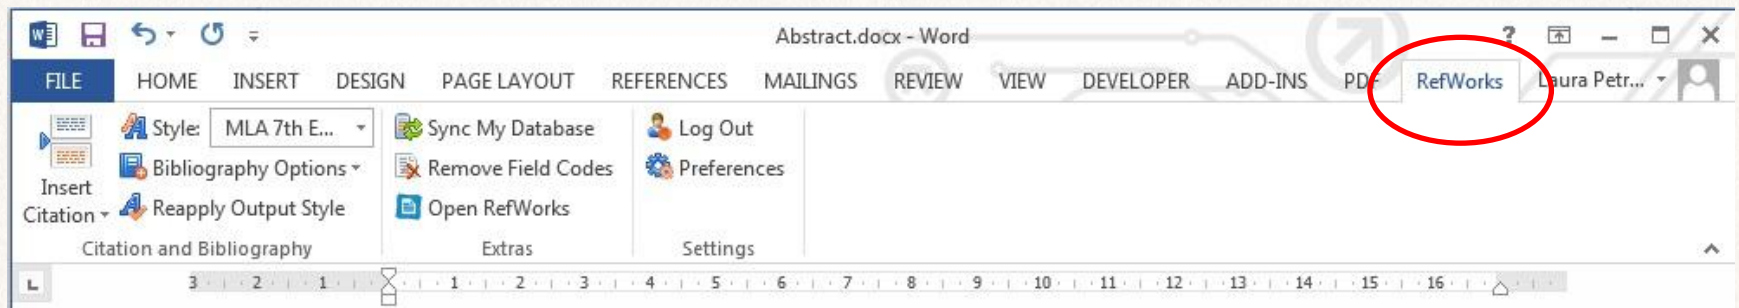 Abstract.docx - Word ?
FILE HOME INSERT DESIGN PAGE LAYOUT REFERENCES MAILINGS REVIEW VIEW DEVELOPER ADD-INS PDF RefWorks Laura Petr...
Insert Citation
Style: MLA 7th E...
Bibliography Options
Reapply Output Style
Citation and Bibliography
Sync My Database
Remove Field Codes
Open RefWorks
Extras
Log Out
Preferences
Settings
3 2 1 1 2 3 4 5 6 7 8 9 10 11 12 13 14 15 16